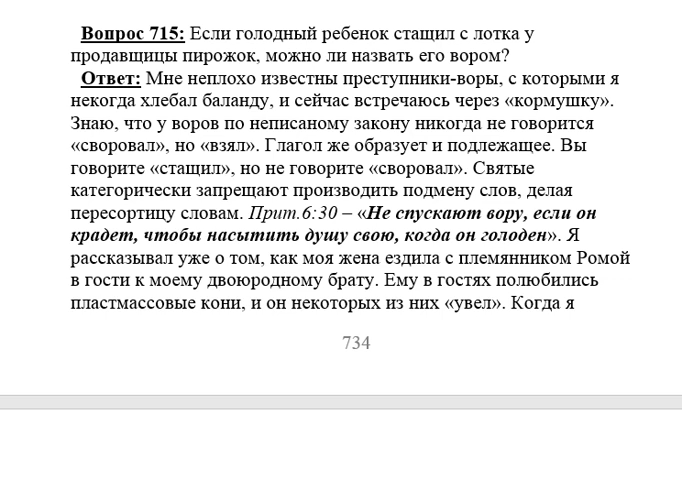 Вопрос 715: Если голодный ребенок стащил с лотка у
продавщицы пирожок, можно ли назвать его вором?
Ответ: Мне неплохо известны преступники-воры, с которыми я
некогда хлебал баланду, и сейчас встречаюсь через «кормушку».
Знаю, что у воров по неписаному закону никогда не говорится
«своровал», но «взял». Глагол же образует и подлежащее. Вы
говорите «стащил», но не говорите «своровал». Святые
категорически запрещают производить подмену слов, делая
пересортицу словам. Прит.6:30 – «Не спускают вору, если он
крадет, чтобы насытить душу свою, когда он голоден». Я
рассказывал уже о том, как моя жена ездила с племянником Ромой
в гости к моему двоюродному брату. Ему в гостях полюбились
пластмассовые кони, и он некоторых из них «увел». Когда я
734